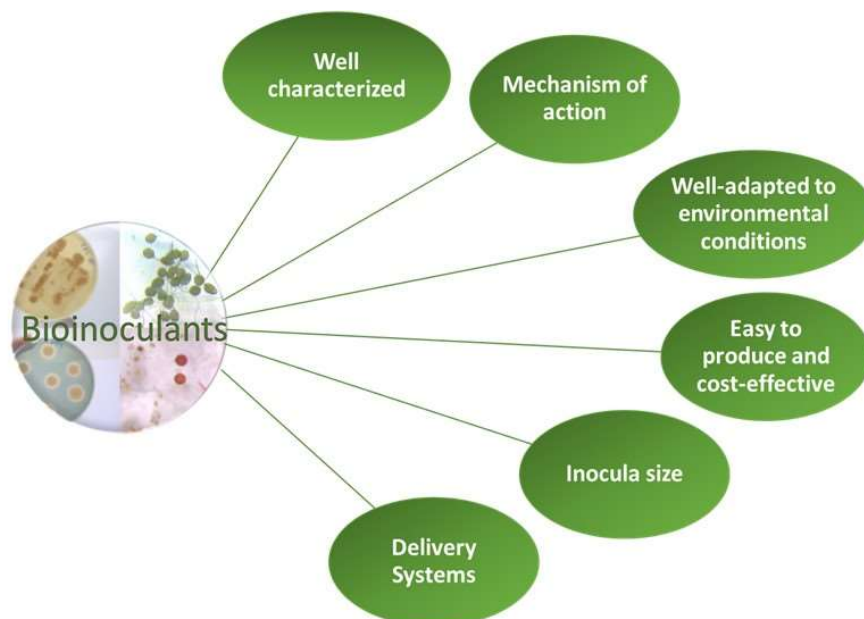 Well
characterized
Mechanism of
action
Well-adapted to
environmental
conditions
Bioinoculants
Easy to
produce and
cost-effective
Inocula size
Delivery
Systems